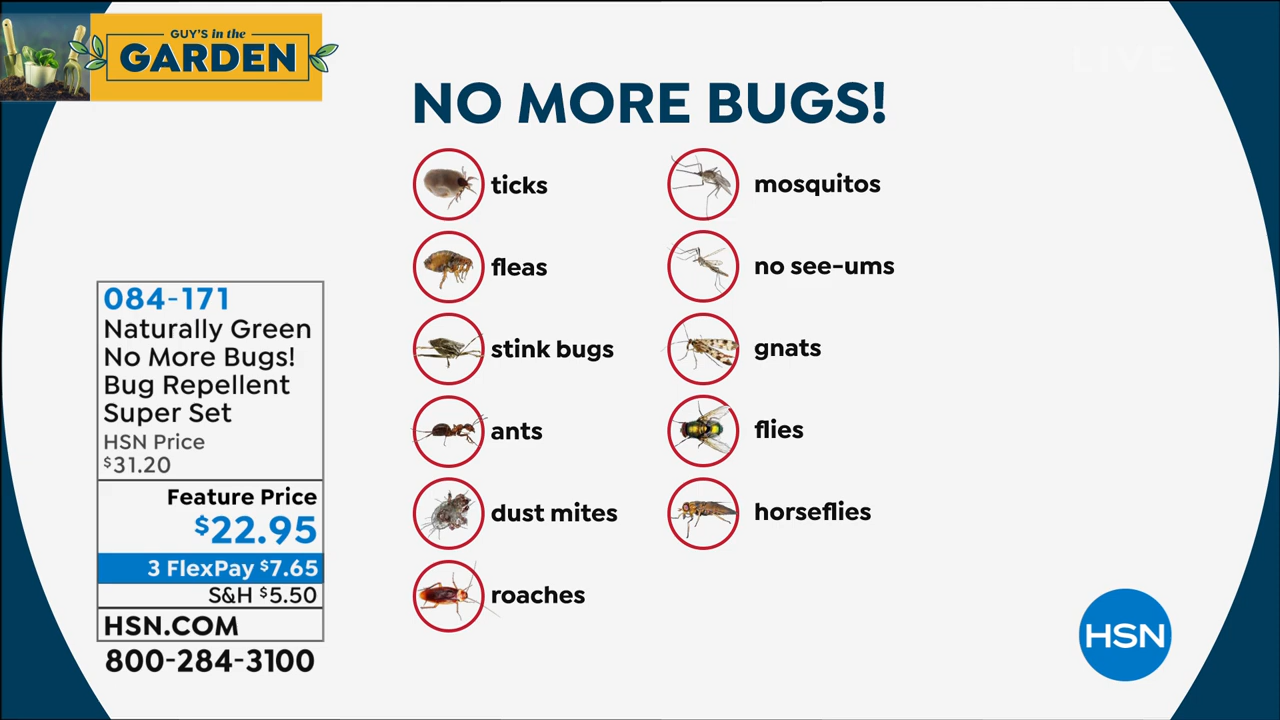 GUY'S in the
GARDEN
LIVE
NO MORE BUGS!
ticks
fleas
stink bugs
ants
dust mites
roaches
mosquitos
no see-ums
gnats
flies
horseflies
084-171
Naturally Green
No More Bugs!
Bug Repellent
Super Set
HSN Price
$31.20
Feature Price
$22.95
3 FlexPay $7.65
S&H $5.50
HSN.COM
800-284-3100
HSN